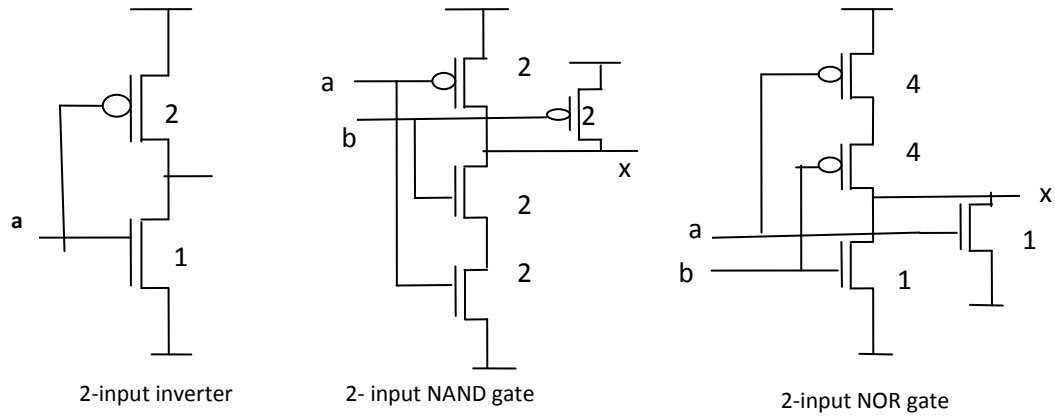 a
2
1
2-input inverter
a
b
2
2
x
2
2
2- input NAND gate
4
4
x
a
1
b
1
2-input NOR gate